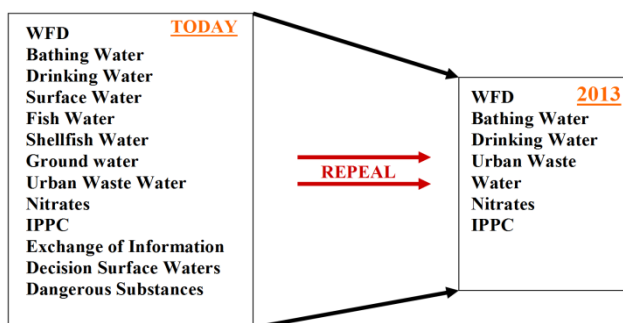 TODAY
WFD
Bathing Water
Drinking Water
Surface Water
Fish Water
Shellfish Water
Ground water
Urban Waste Water
Nitrates
IPPC
Exchange of Information
Decision Surface Waters
Dangerous Substances
REPEAL
2013
WFD
Bathing Water
Drinking Water
Urban Waste
Water
Nitrates
IPPC